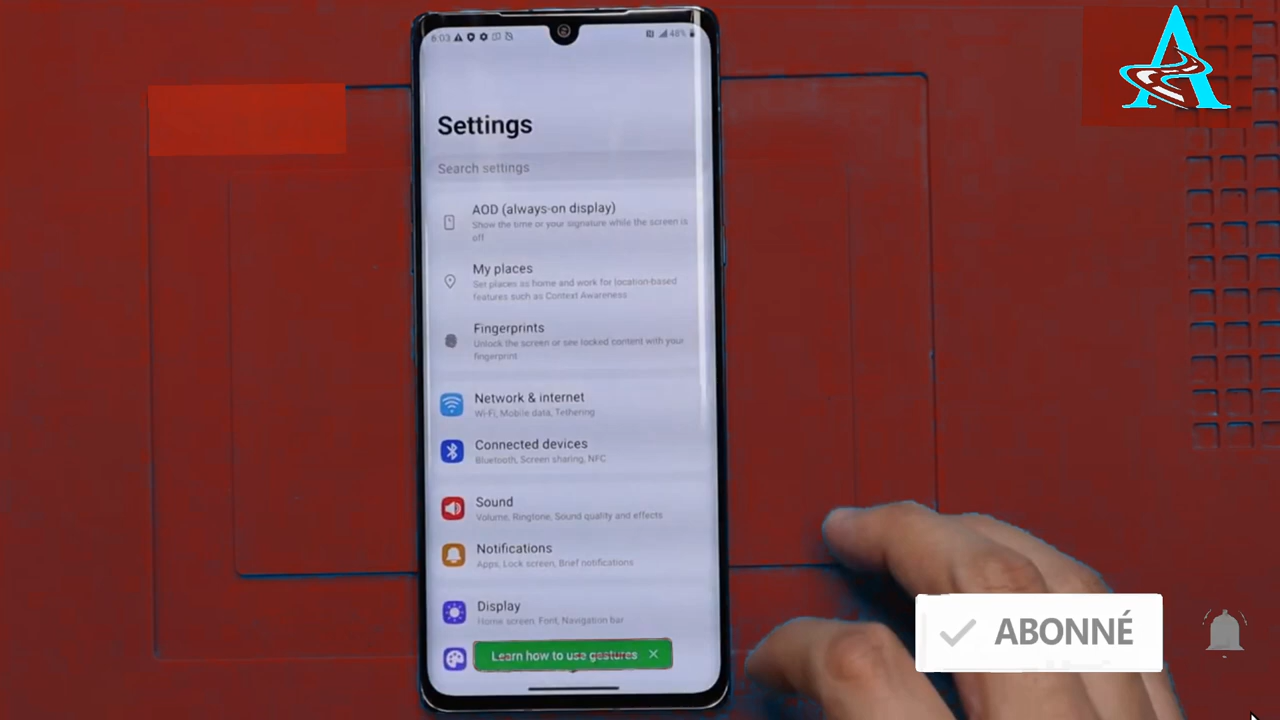 6:03
48%
Settings
Search settings
AOD (always-on display)
Show the time or your signature while the screen is
off
My places
Set places as home and work for location-based
features such as Context Awareness
Fingerprints
Unlock the screen or see locked content with your
fingerprint
Network & internet
Wi-Fi, Mobile data, Tethering
Connected devices
Bluetooth, Screen sharing, NFC
Sound
Volume, Ringtone, Sound quality and effects
Notifications
Apps, Lock screen, Brief notifications
Display
Home screen, Font, Navigation bar
Learn how to use gestures
A
ABONNÉ